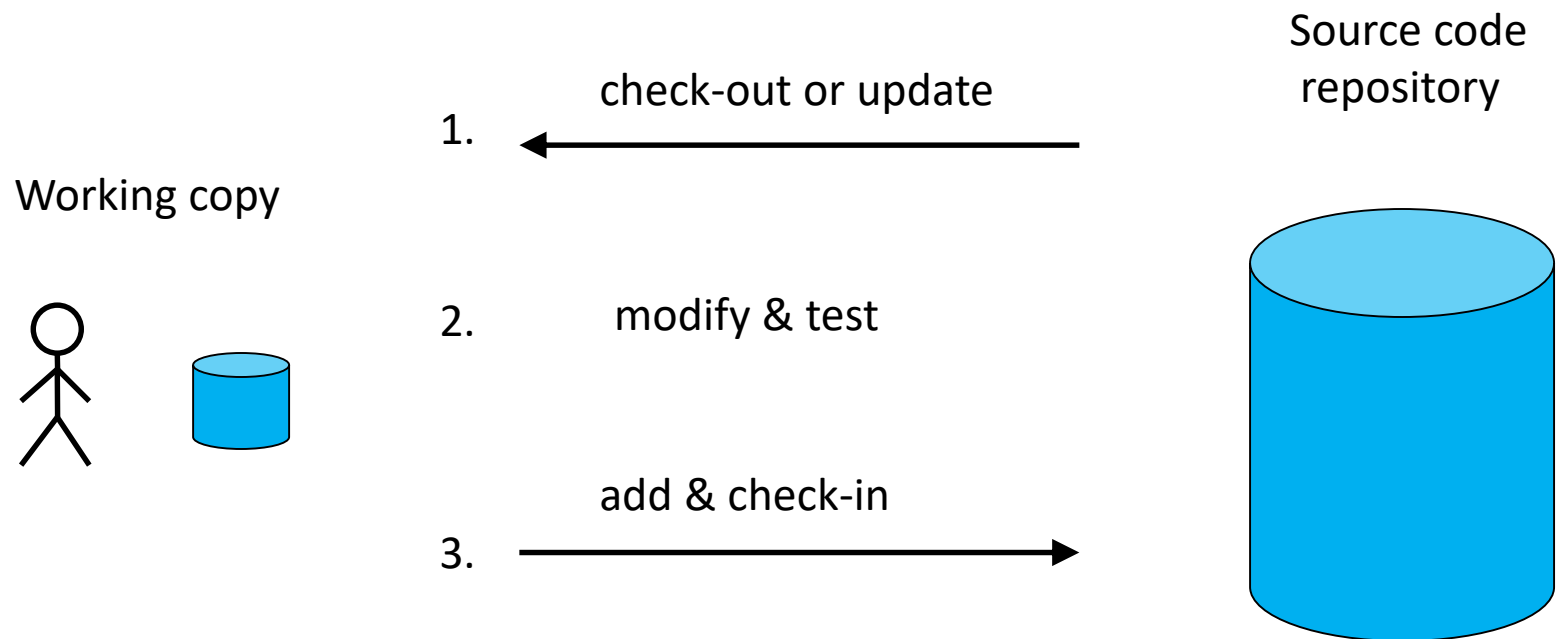 Source code
repository
check-out or update
1.
Working copy
2.
modify & test
add & check-in
3.